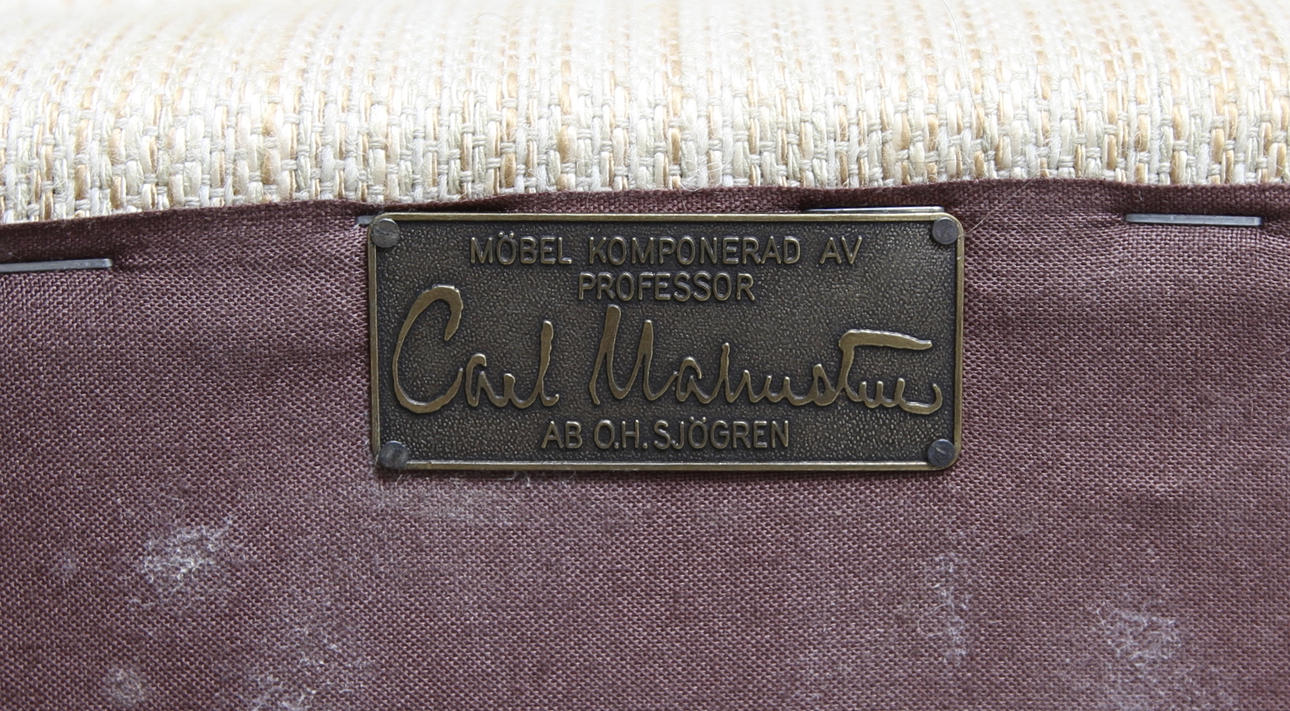 MÖBEL KOMPONERAD AV
PROFESSOR
Carl Malmsten
AB O.H. SJÖGREN